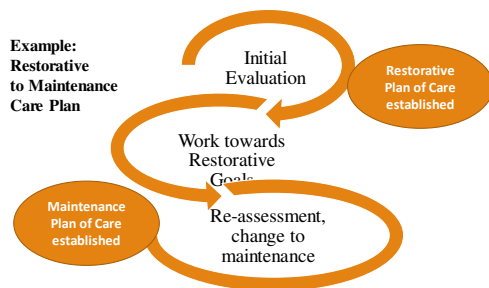 Example:
Restorative
to Maintenance
Care Plan
Initial
Evaluation
Restorative
Plan of Care
established
Work towards
Restorative
Goals
Maintenance
Plan of Care
established
Re-assessment,
change to
maintenance